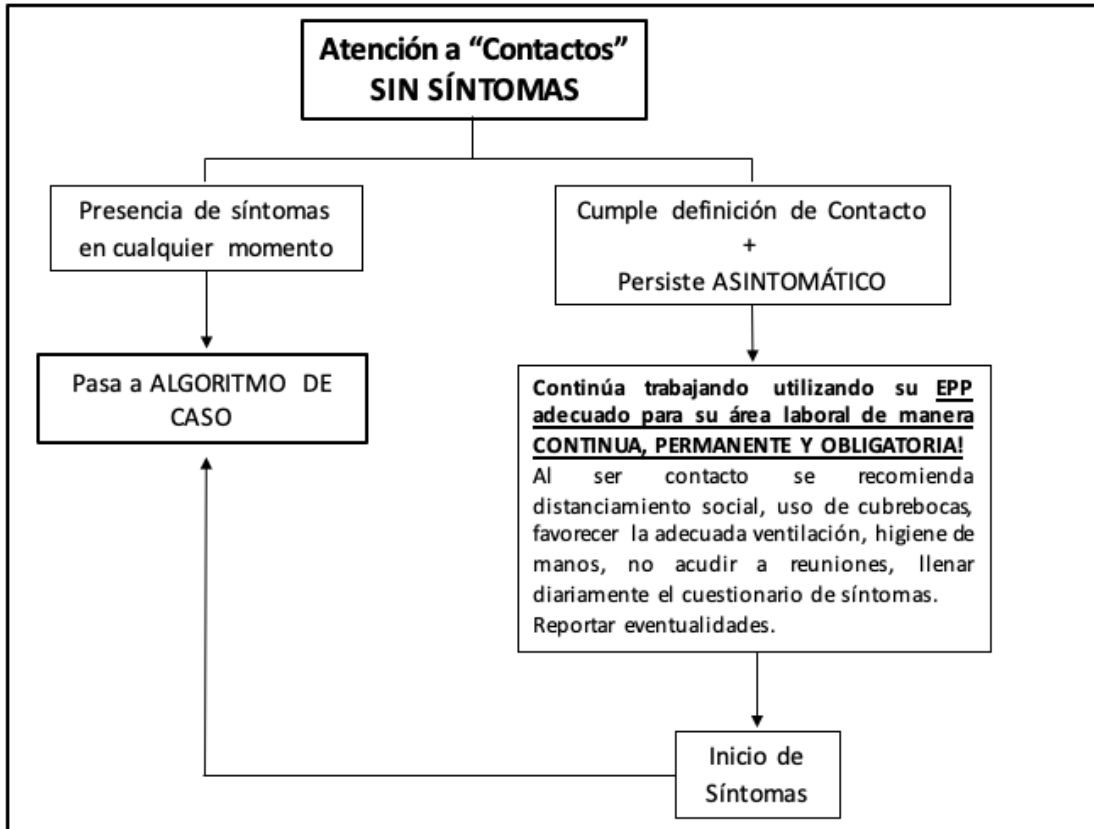 Atención a “Contactos”
SIN SÍNTOMAS
Presencia de síntomas
en cualquier momento
Cumple definición de Contacto
+
Persiste ASINTOMÁTICO
Pasa a ALGORITMO DE
CASO
Continúa trabajando utilizando su EPP
adecuado para su área laboral de manera
CONTINUA, PERMANENTE Y OBLIGATORIA!
Al ser contacto se recomienda
distanciamiento social, uso de cubrebocas,
favorecer la adecuada ventilación, higiene de
manos, no acudir a reuniones, llenar
diariamente el cuestionario de síntomas.
Reportar eventualidades.
Inicio de
Síntomas